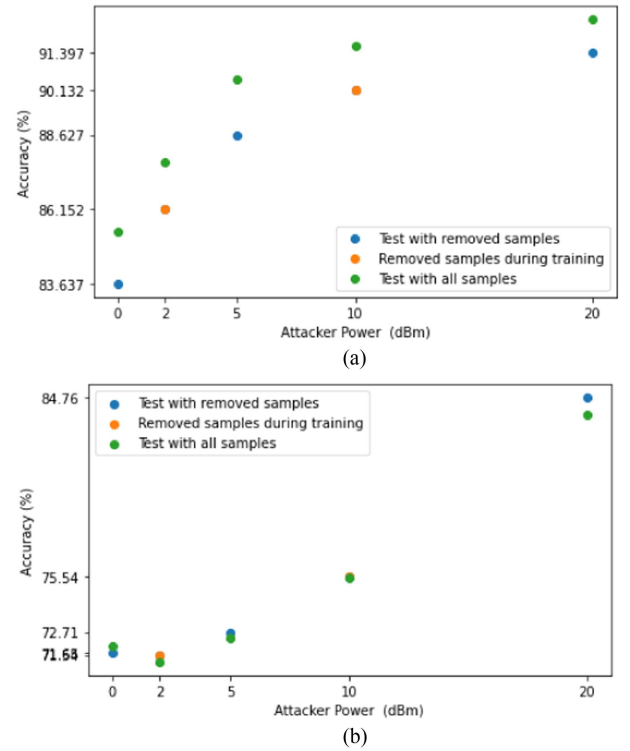 91.397
90.132
88.627
86.152
83.637
Accuracy (%)
Test with removed samples
Removed samples during training
Test with all samples
0 2 5 10 20
Attacker Power (dBm)
(a)
84.76
75.54
72.71
71.54
Accuracy (%)
Test with removed samples
Removed samples during training
Test with all samples
0 2 5 10 20
Attacker Power (dBm)
(b)